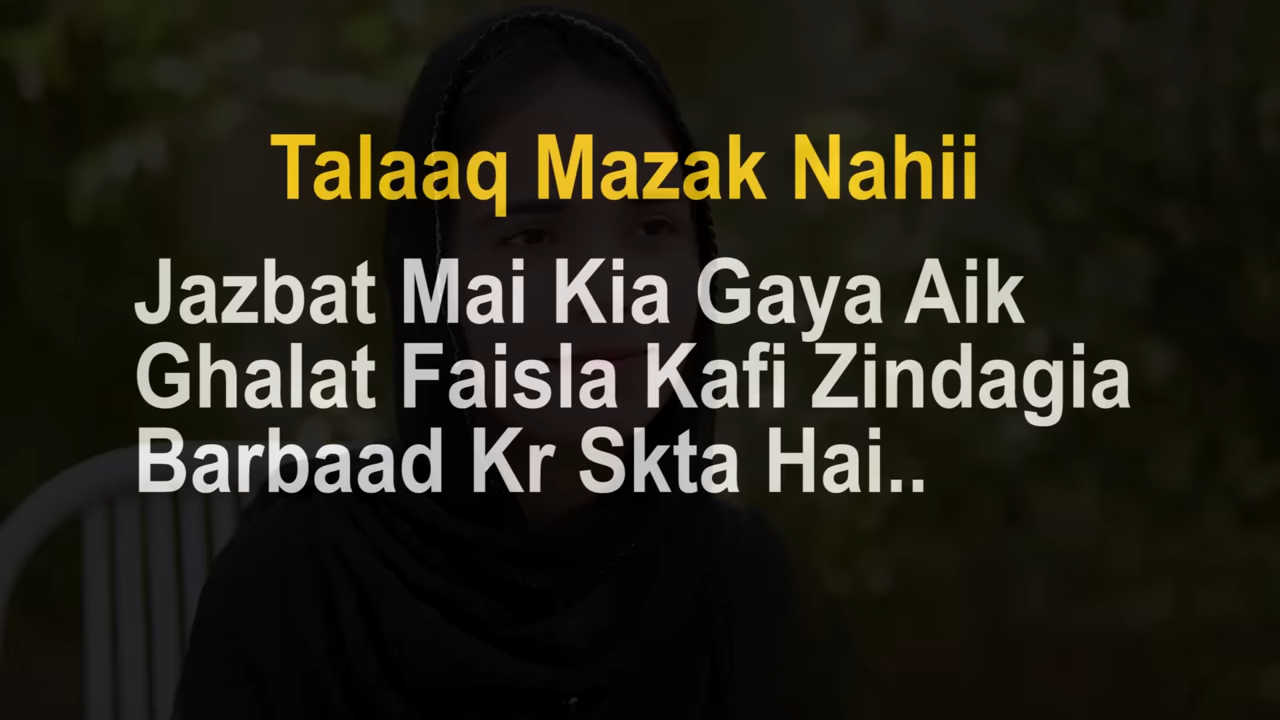 Talaaq Mazak Nahii
Jazbat Mai Kia Gaya Aik
Ghalat Faisla Kafi Zindagia
Barbaad Kr Skta Hai..